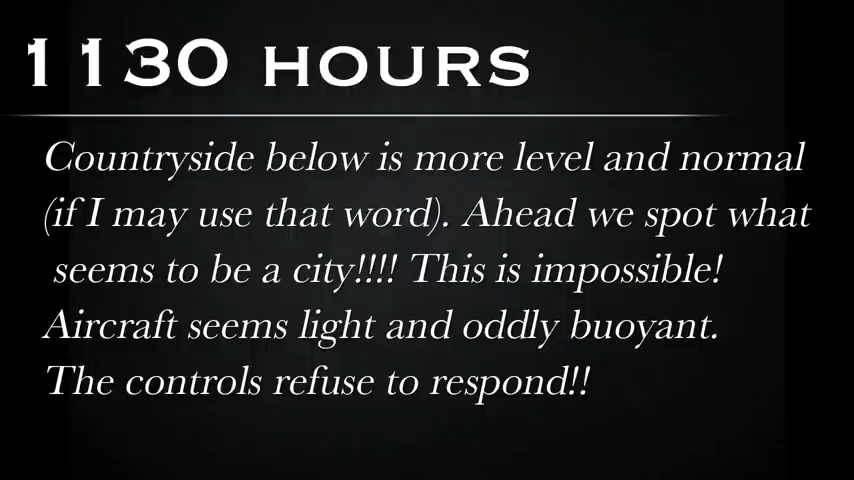 1130 HOURS
Countryside below is more level and normal
(if I may use that word). Ahead we spot what
seems to be a city!!!! This is impossible!
Aircraft seems light and oddly buoyant.
The controls refuse to respond!!